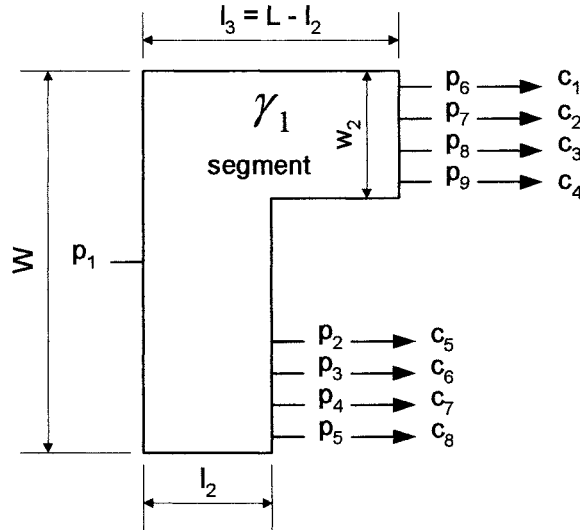 l₃ = L - l₂
p₆ c₁
p₇ c₂
γ₁
w₂
p₈ c₃
segment
p₉ c₄
W
p₁
p₂ c₅
p₃ c₆
p₄ c₇
p₅ c₈
l₂